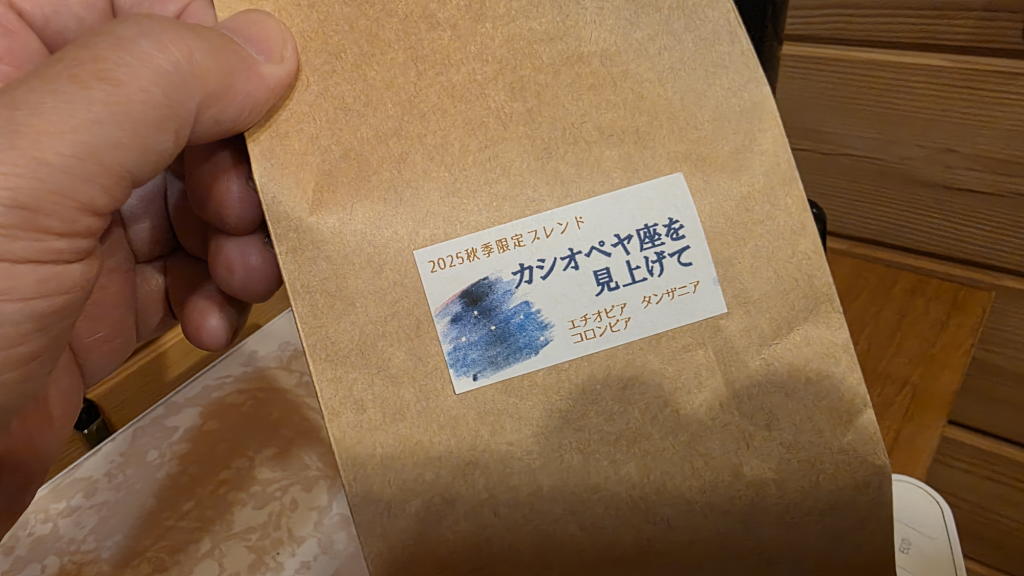 2025秋季限定ブレンド
カシオペヤ座を
見上げて
エチオピア　タンザニア
コロンビア
ECO